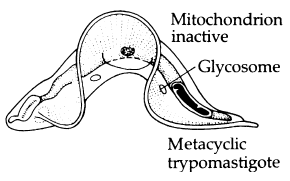 Mitochondrion
inactive
Glycosome
Metacyclic
trypomastigote